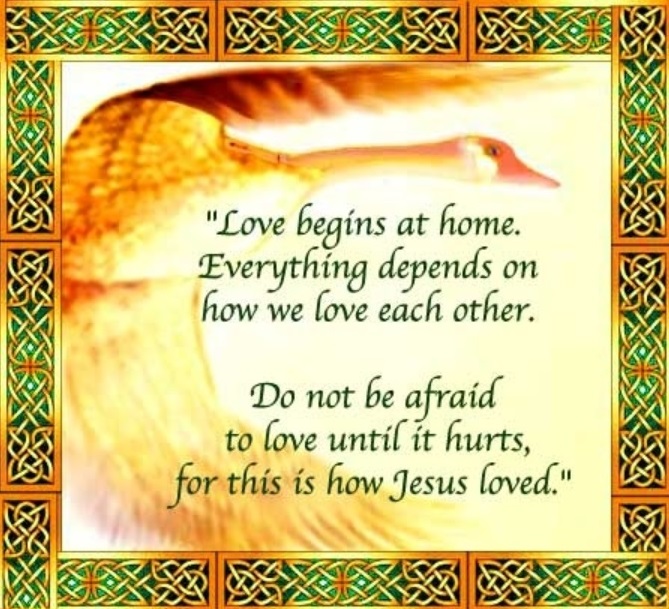 "Love begins at home.
Everything depends on
how we love each other.
Do not be afraid
to love until it hurts,
for this is how Jesus loved."